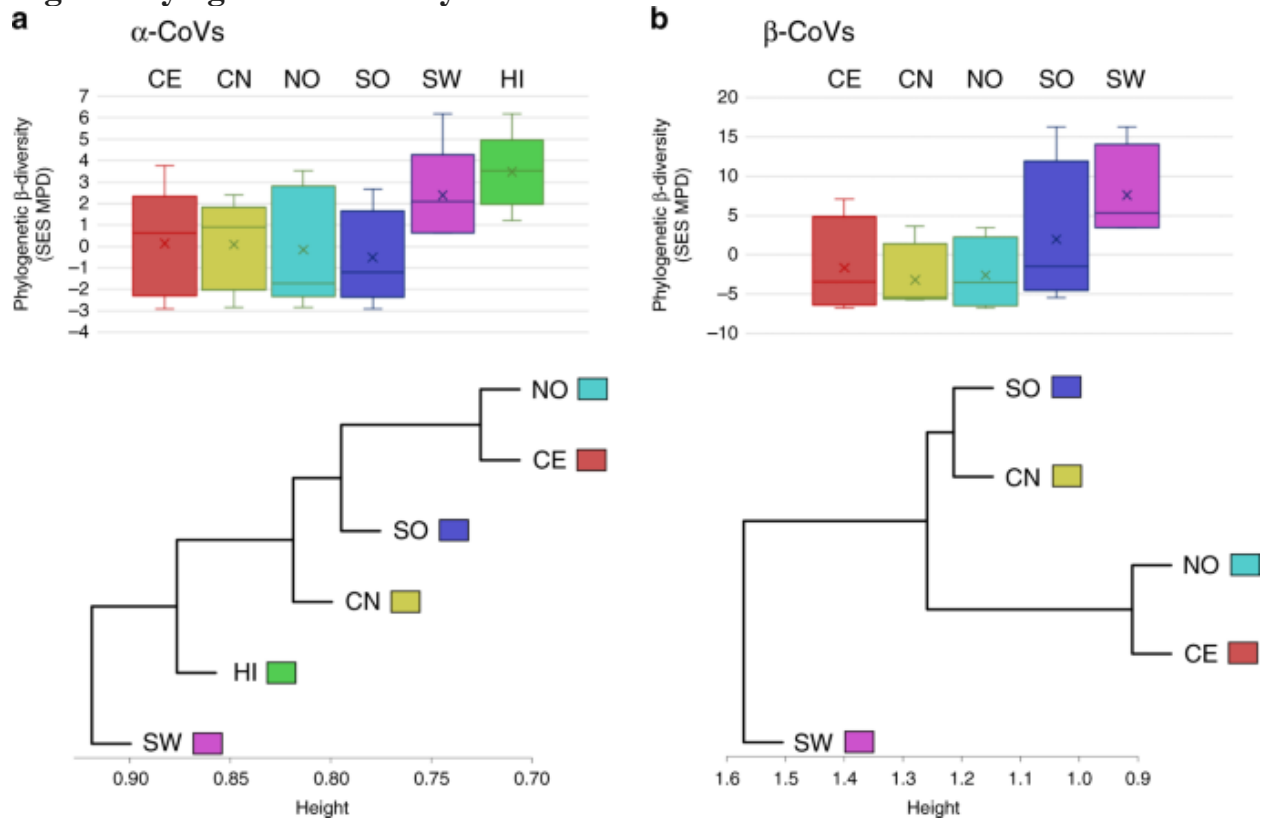 a
α-CoVs
CE CN NO SO SW HI
Phylogenetic β-diversity
(SES MPD)
7
6
5
4
3
2
1
0
−1
−2
−3
−4
NO
CE
SO
CN
HI
SW
0.90 0.85 0.80 0.75 0.70
Height
b
β-CoVs
CE CN NO SO SW
Phylogenetic β-diversity
(SES MPD)
20
15
10
5
0
−5
−10
SO
CN
NO
CE
SW
1.6 1.5 1.4 1.3 1.2 1.1 1.0 0.9
Height